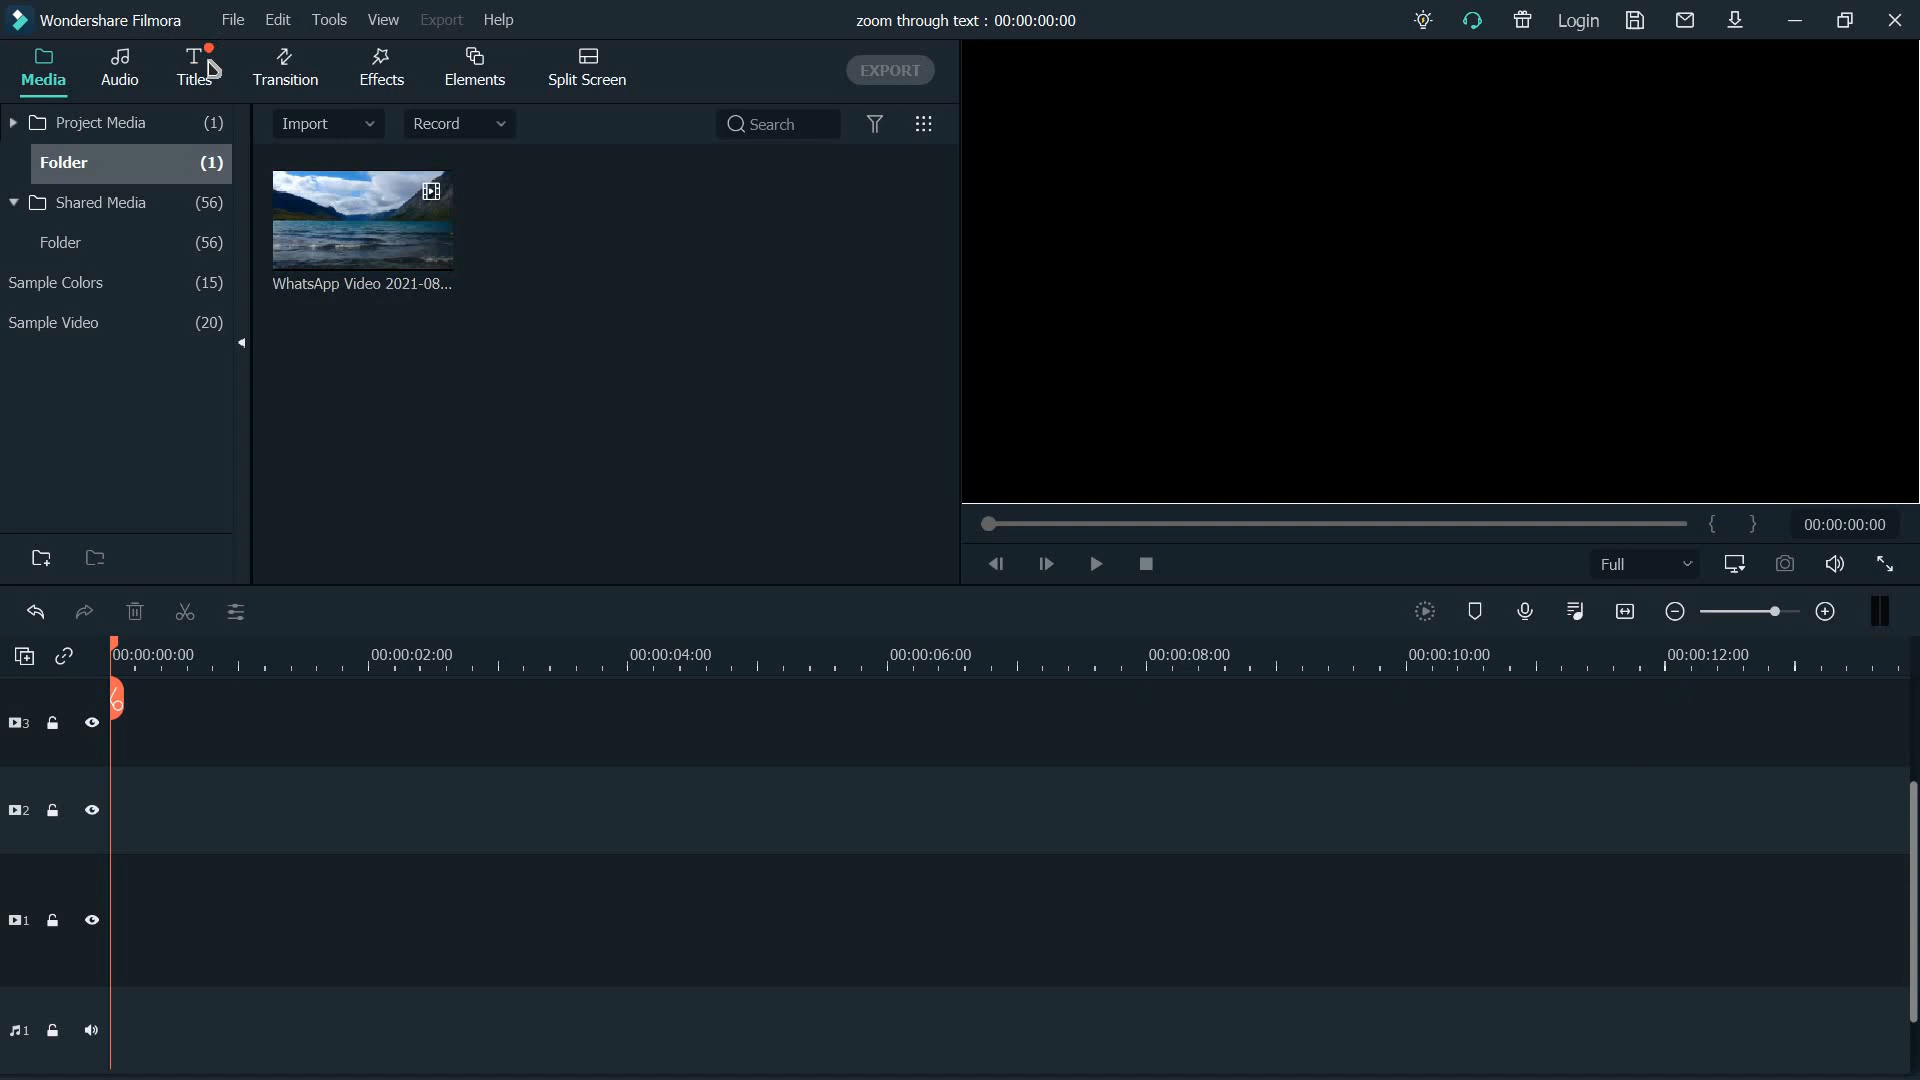 Wondershare Filmora File Edit Tools View Export Help zoom through text : 00:00:00:00 Login
Media Audio Titles Transition Effects Elements Split Screen EXPORT
Project Media (1) Import Record Search
Folder (1)
Shared Media (56)
Folder (56)
Sample Colors (15)
WhatsApp Video 2021-08...
Sample Video (20)
{ } 00:00:00:00
Full
00:00:00:00 00:00:02:00 00:00:04:00 00:00:06:00 00:00:08:00 00:00:10:00 00:00:12:00
3
2
1
1